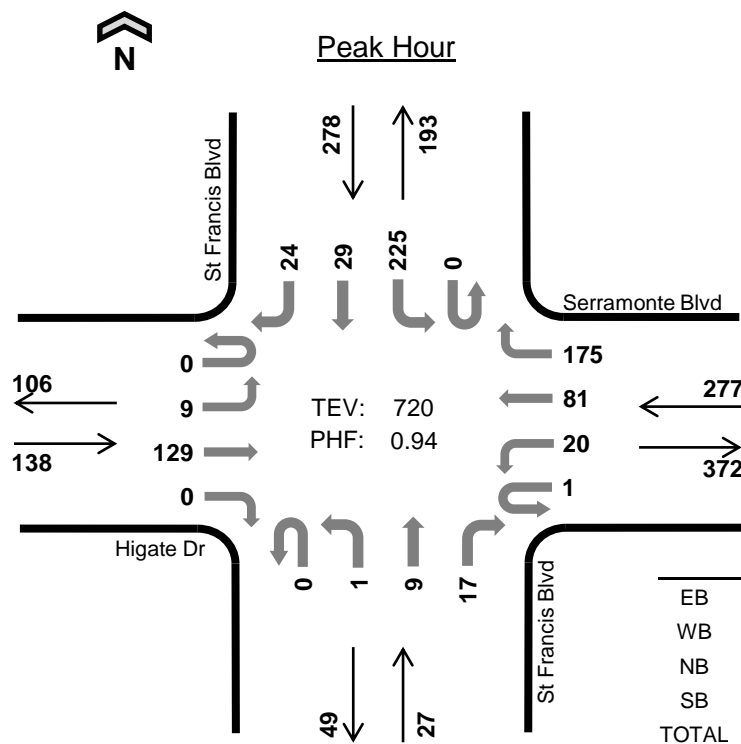 N
Peak Hour
278
193
St Francis Blvd
24
29
225
0
Serramonte Blvd
0
175
106
9
TEV: 720
81
277
138
129
PHF: 0.94
20
372
0
1
Higate Dr
0
1
9
17
St Francis Blvd
EB
WB
NB
SB
TOTAL
49
27